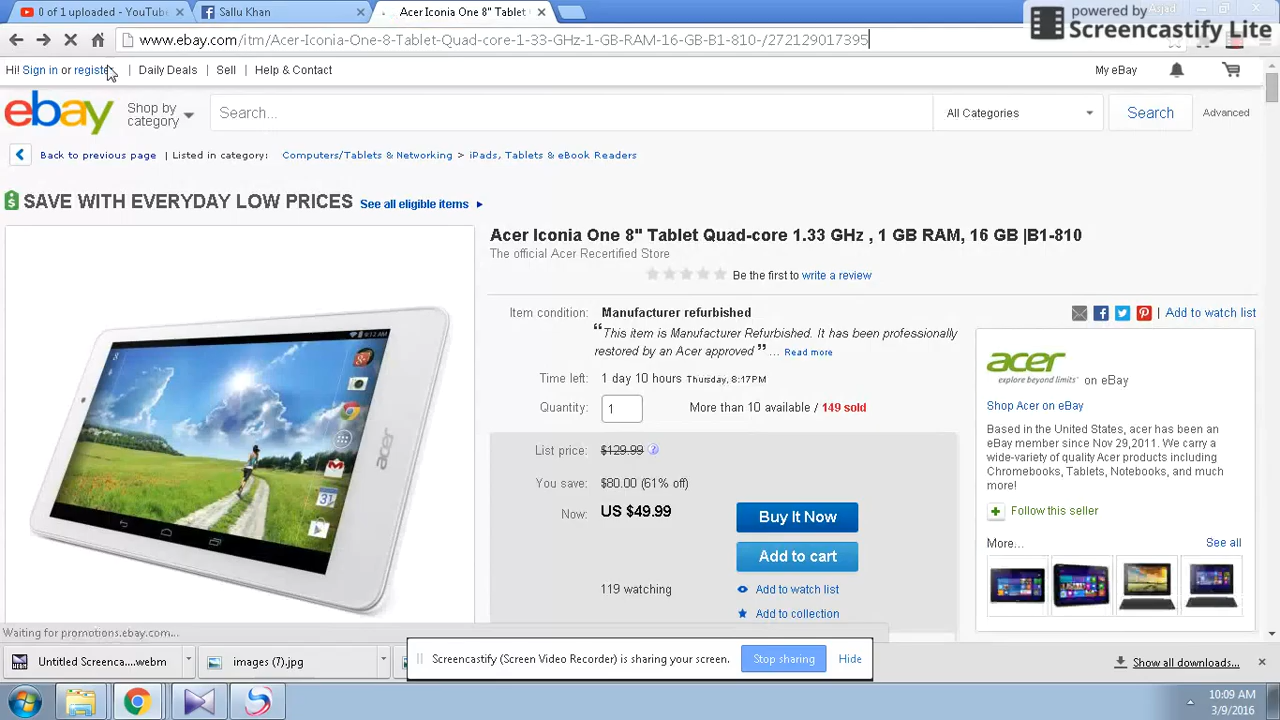 0 of 1 uploaded - YouTube
Sallu Khan
Acer Iconia One 8" Tablet
powered by
Screencastify Lite
www.ebay.com/itm/Acer-Ico
z-1-GB-RAM-16-GB-B1-810-/272129017395
Hi! Sign in or register
Daily Deals
Sell
Help & Contact
My eBay
ebay
Shop by
category
Search...
All Categories
Search
Advanced
Back to previous page | Listed in category: Computers/Tablets & Networking > iPads, Tablets & eBook Readers
SAVE WITH EVERYDAY LOW PRICES See all eligible items
Acer Iconia One 8" Tablet Quad-core 1.33 GHz , 1 GB RAM, 16 GB |B1-810
The official Acer Recertified Store
Be the first to write a review
Item condition: Manufacturer refurbished
“This item is Manufacturer Refurbished. It has been professionally
restored by an Acer approved ” ... Read more
Time left: 1 day 10 hours Thursday, 8:17PM
Quantity: 1 More than 10 available / 149 sold
List price: $129.99
You save: $80.00 (61% off)
Now: US $49.99
Buy It Now
Add to cart
119 watching
Add to watch list
Add to collection
| Add to watch list
acer
explore beyond limits™
on eBay
Shop Acer on eBay
Based in the United States, acer has been an
eBay member since Nov 29,2011. We carry a
wide-variety of quality Acer products including
Chromebooks, Tablets, Notebooks, and much
more!
Follow this seller
More... See all
acer
Waiting for promotions.ebay.com...
Untitled Screenca....webm
images (7).jpg
Screencastify (Screen Video Recorder) is sharing your screen.
Stop sharing
Hide
Show all downloads...
10:09 AM
3/9/2016